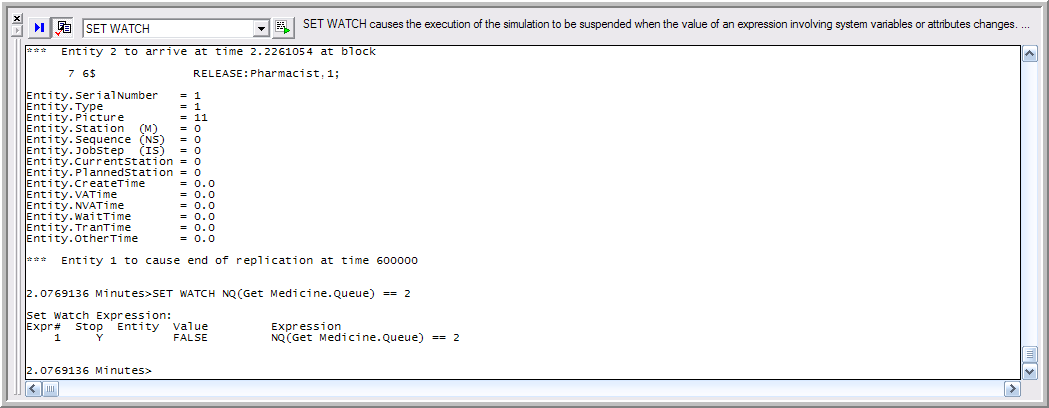 SET WATCH
SET WATCH causes the execution of the simulation to be suspended when the value of an expression involving system variables or attributes changes. ...
*** Entity 2 to arrive at time 2.2261054 at block
7 6$ RELEASE:Pharmacist,1;
Entity.SerialNumber = 1
Entity.Type = 1
Entity.Picture = 11
Entity.Station (M) = 0
Entity.Sequence (NS) = 0
Entity.JobStep (IS) = 0
Entity.CurrentStation = 0
Entity.PlannedStation = 0
Entity.CreateTime = 0.0
Entity.VATime = 0.0
Entity.NVATime = 0.0
Entity.WaitTime = 0.0
Entity.TranTime = 0.0
Entity.OtherTime = 0.0
*** Entity 1 to cause end of replication at time 600000
2.0769136 Minutes>SET WATCH NQ(Get Medicine.Queue) == 2
Set Watch Expression:
Expr# Stop Entity Value Expression
1 Y FALSE NQ(Get Medicine.Queue) == 2
2.0769136 Minutes>